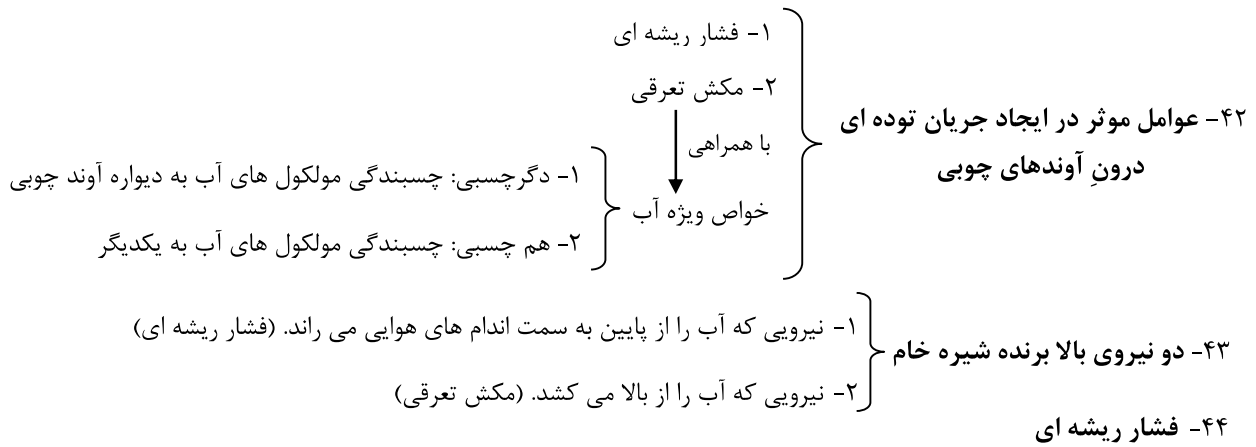 ۴۲- عوامل موثر در ایجاد جریان توده ای
درونِ آوندهای چوبی
۱- فشار ریشه ای
۲- مکش تعرقی
با همراهی
خواص ویژه آب
۱- دگرچسبی: چسبندگی مولکول های آب به دیواره آوند چوبی
۲- هم چسبی: چسبندگی مولکول های آب به یکدیگر
۴۳- دو نیروی بالا برنده شیره خام
۱- نیرویی که آب را از پایین به سمت اندام های هوایی می راند. (فشار ریشه ای)
۲- نیرویی که آب را از بالا می کشد. (مکش تعرقی)
۴۴- فشار ریشه ای